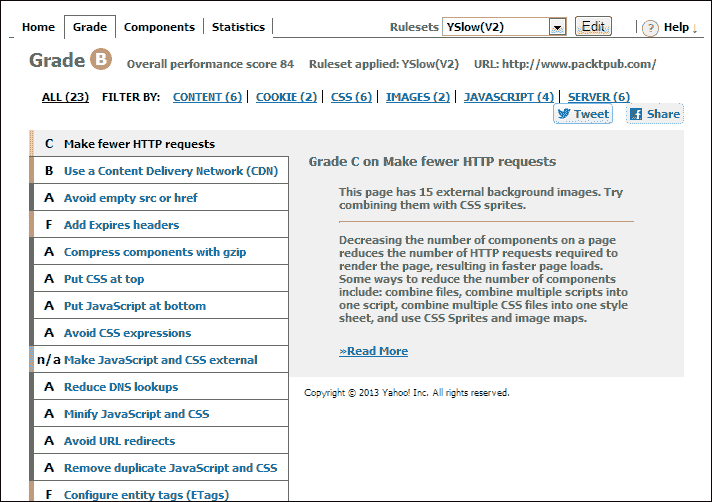 Home Grade Components Statistics Rulesets YSlow(V2) Edit ? Help ↓
Grade B Overall performance score 84 Ruleset applied: YSlow(V2) URL: http://www.packtpub.com/
ALL (23) FILTER BY: CONTENT (6) COOKIE (2) CSS (6) IMAGES (2) JAVASCRIPT (4) SERVER (6)
Tweet Share
C Make fewer HTTP requests
B Use a Content Delivery Network (CDN)
A Avoid empty src or href
F Add Expires headers
A Compress components with gzip
A Put CSS at top
A Put JavaScript at bottom
A Avoid CSS expressions
n/a Make JavaScript and CSS external
A Reduce DNS lookups
A Minify JavaScript and CSS
A Avoid URL redirects
A Remove duplicate JavaScript and CSS
F Configure entity tags (ETags)
Grade C on Make fewer HTTP requests
This page has 15 external background images. Try
combining them with CSS sprites.
Decreasing the number of components on a page
reduces the number of HTTP requests required to
render the page, resulting in faster page loads.
Some ways to reduce the number of components
include: combine files, combine multiple scripts into
one script, combine multiple CSS files into one style
sheet, and use CSS Sprites and image maps.
»Read More
Copyright © 2013 Yahoo! Inc. All rights reserved.